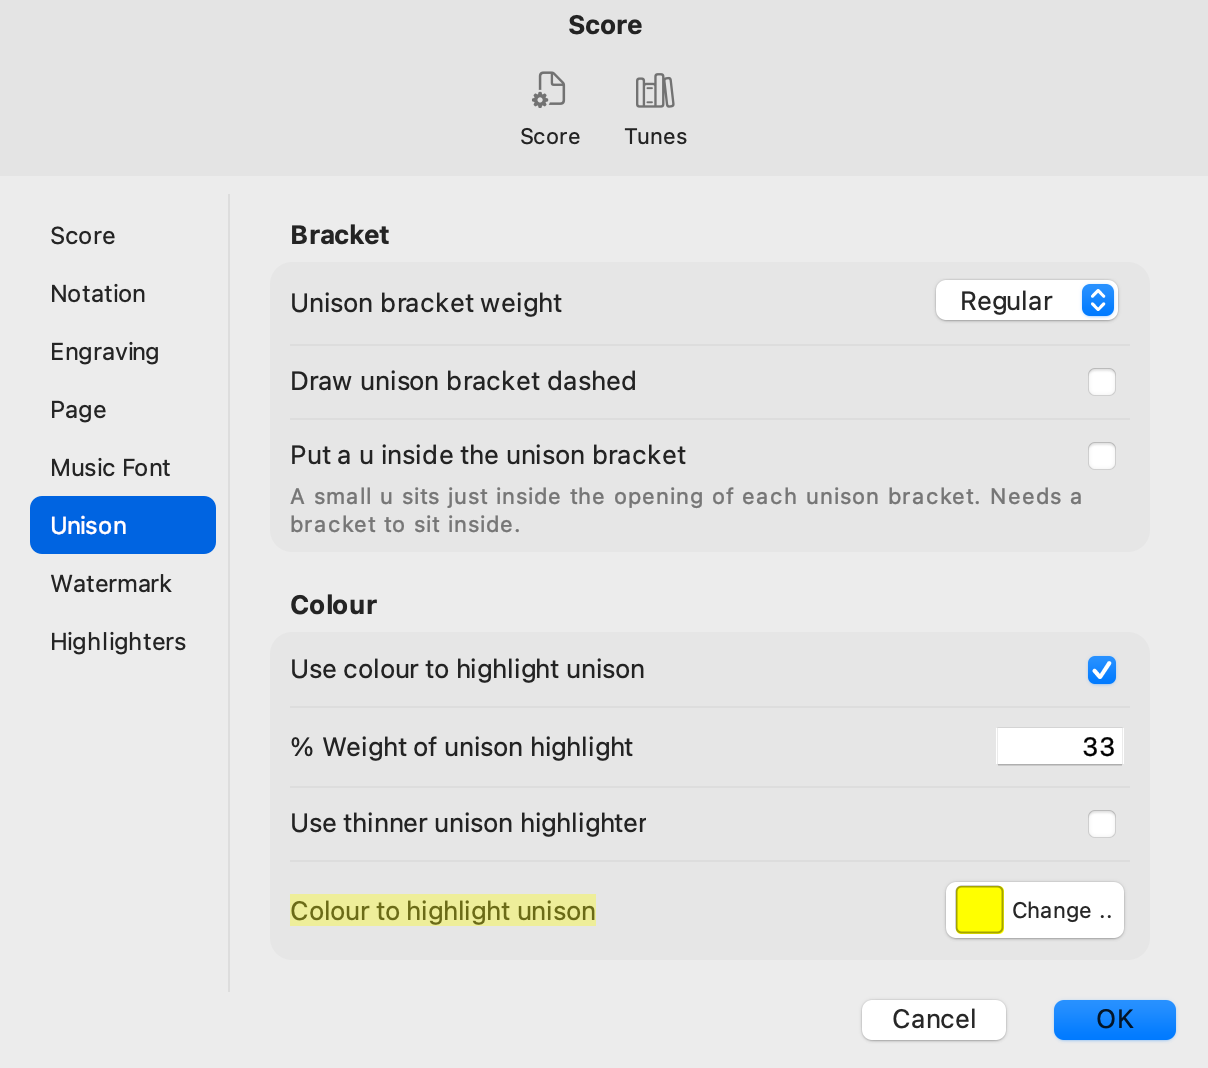 Score
Score
Tunes
Score
Notation
Engraving
Page
Music Font
Unison
Watermark
Highlighters
Bracket
Unison bracket weight
Regular
Draw unison bracket dashed
Put a u inside the unison bracket
A small u sits just inside the opening of each unison bracket. Needs a
bracket to sit inside.
Colour
Use colour to highlight unison
% Weight of unison highlight
33
Use thinner unison highlighter
Colour to highlight unison
Change ..
Cancel
OK